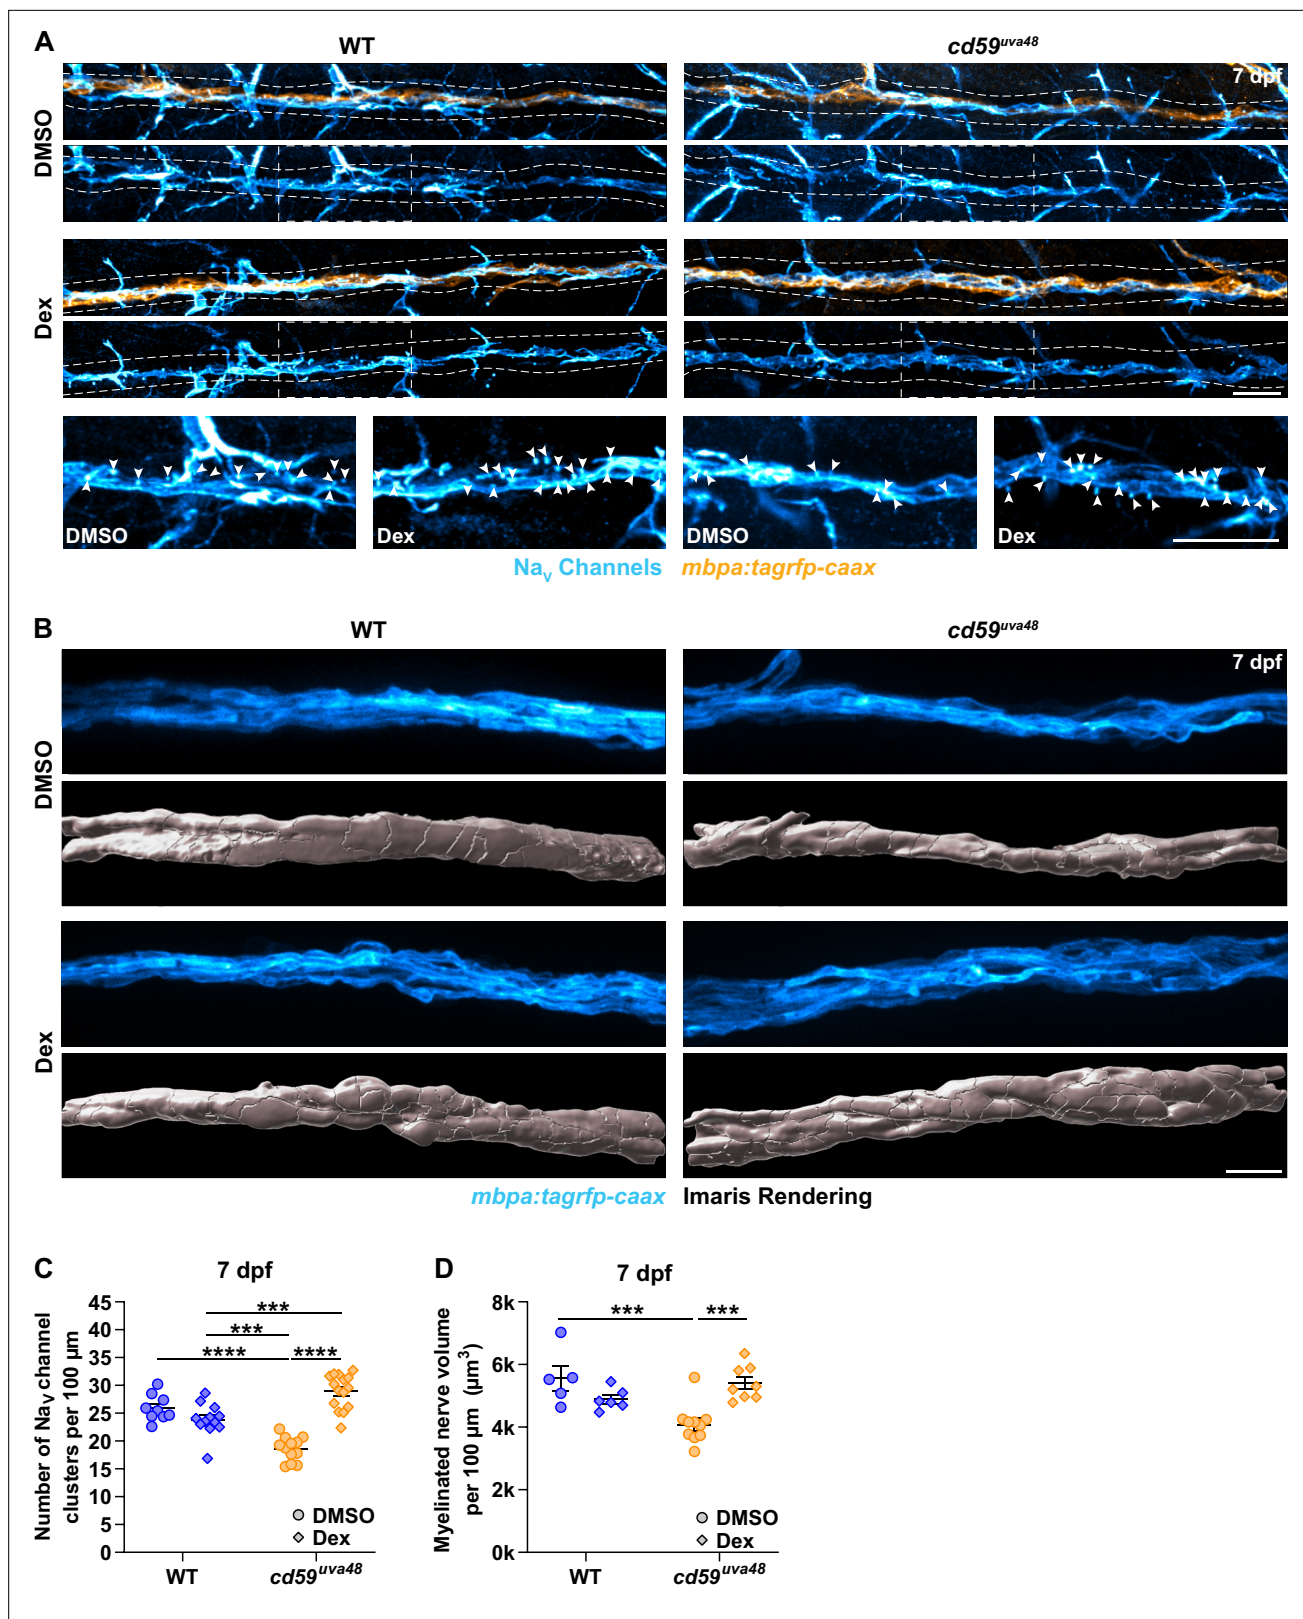 A
WT
cd59uva48
DMSO
7 dpf
Dex
DMSO
Dex
DMSO
Dex
NaV Channels mbpa:tagrfp-caax
B
WT
cd59uva48
DMSO
7 dpf
Dex
mbpa:tagrfp-caax Imaris Rendering
C
7 dpf
Number of NaV channel
clusters per 100 µm
45
40
35
30
25
20
15
10
5
0
***
***
****
****
DMSO
Dex
WT
cd59uva48
D
7 dpf
Myelinated nerve volume
per 100 µm (µm3)
8k
6k
4k
2k
0k
***
***
DMSO
Dex
WT
cd59uva48